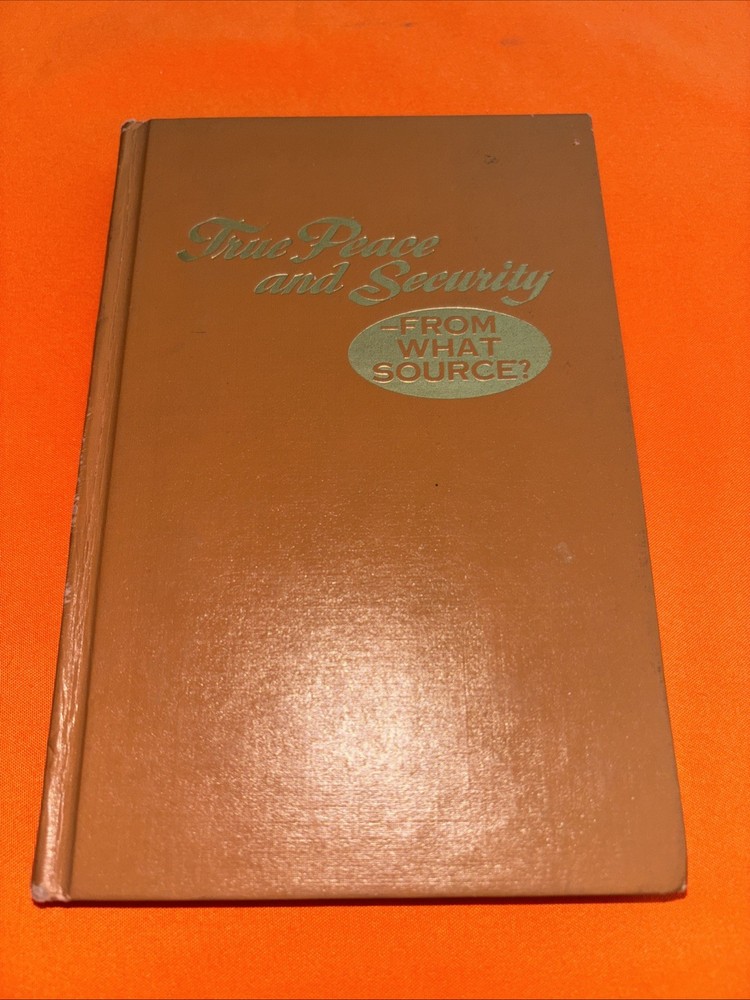 True Peace
and Security
—FROM
WHAT
SOURCE?